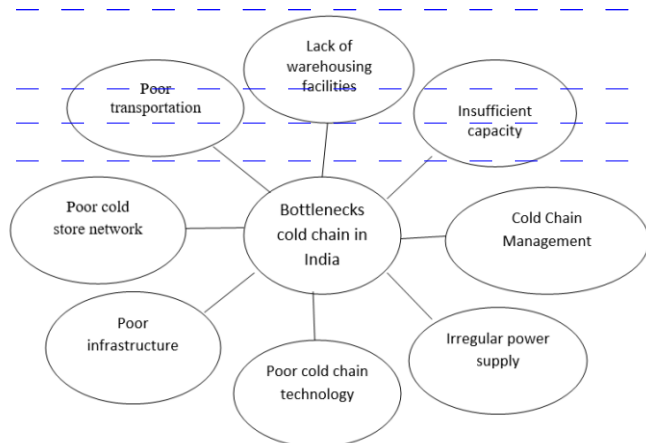 Lack of
warehousing
facilities
Poor
transportation
Insufficient
capacity
Poor cold
store network
Bottlenecks
cold chain in
India
Cold Chain
Management
Poor
infrastructure
Irregular power
supply
Poor cold chain
technology